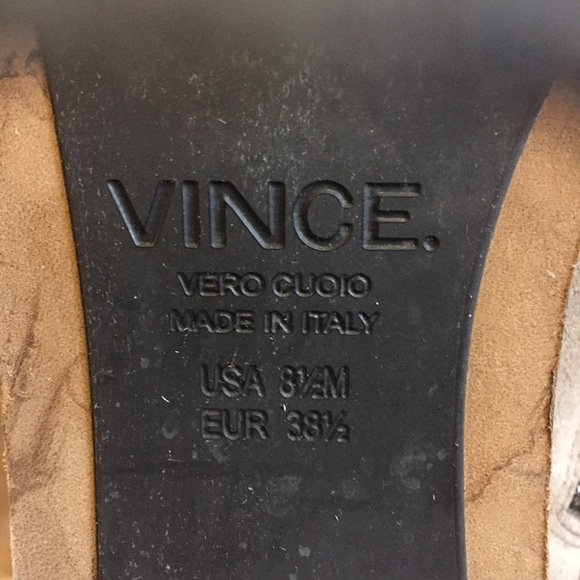 VINCE.
VERO CUOIO
MADE IN ITALY
USA 8½M
EUR 38½